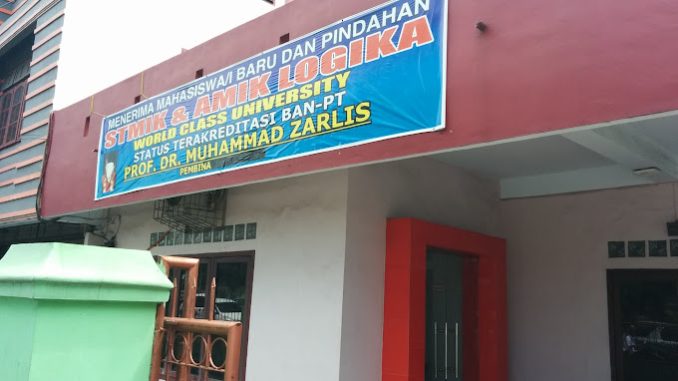 MENERIMA MAHASISWA/I BARU DAN PINDAHAN
STMIK & AMIK LOGIKA
WORLD CLASS UNIVERSITY
STATUS TERAKREDITASI BAN-PT
PROF. DR. MUHAMMAD ZARLIS
PEMBINA